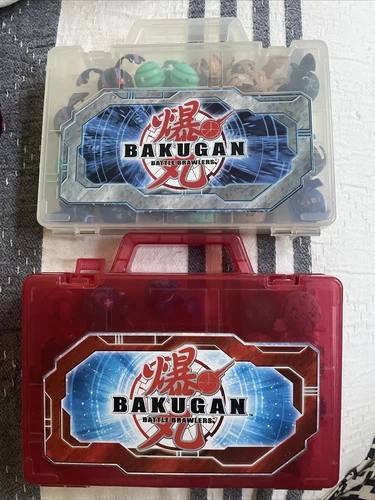 爆
BAKUGAN
BATTLE BRAWLERS
丸
爆
BAKUGAN
BATTLE BRAWLERS
丸